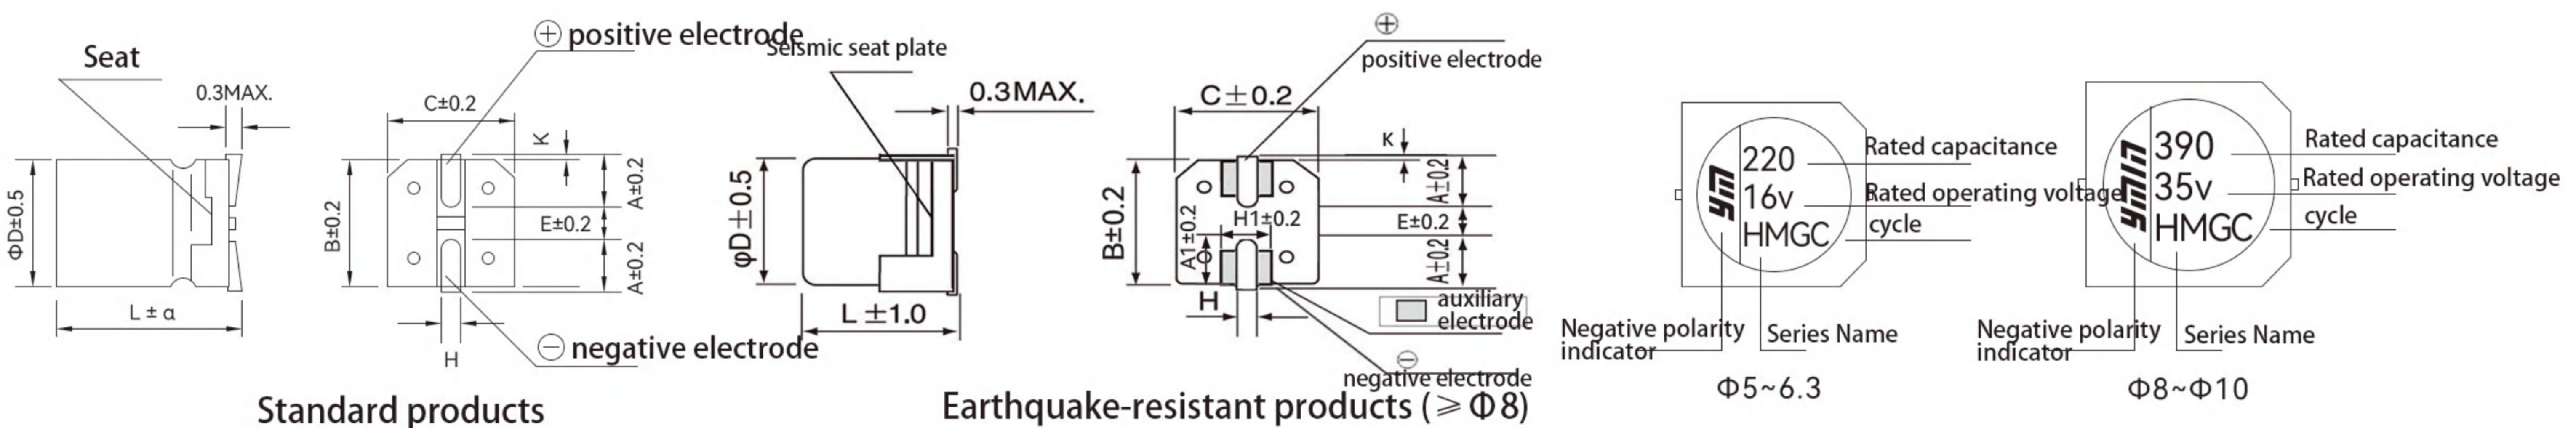 Seat
0.3MAX.
ΦD±0.5
L ± α
⊕ positive electrode
C±0.2
K
B±0.2
A±0.2
E±0.2
A±0.2
H
⊖ negative electrode
Standard products
Seismic seat plate
0.3MAX.
φD±0.5
L ±1.0
⊕
positive electrode
C±0.2
K
B±0.2
A±0.2
A1±0.2
H1±0.2
E±0.2
A±0.2
H
auxiliary
electrode
⊖
negative electrode
Earthquake-resistant products (≥Φ8)
ym
220
16v
HMGC
Rated capacitance
Rated operating voltage
cycle
Negative polarity
indicator
Series Name
Φ5~6.3
ymin
390
35v
HMGC
Rated capacitance
Rated operating voltage
cycle
Negative polarity
indicator
Series Name
Φ8~Φ10